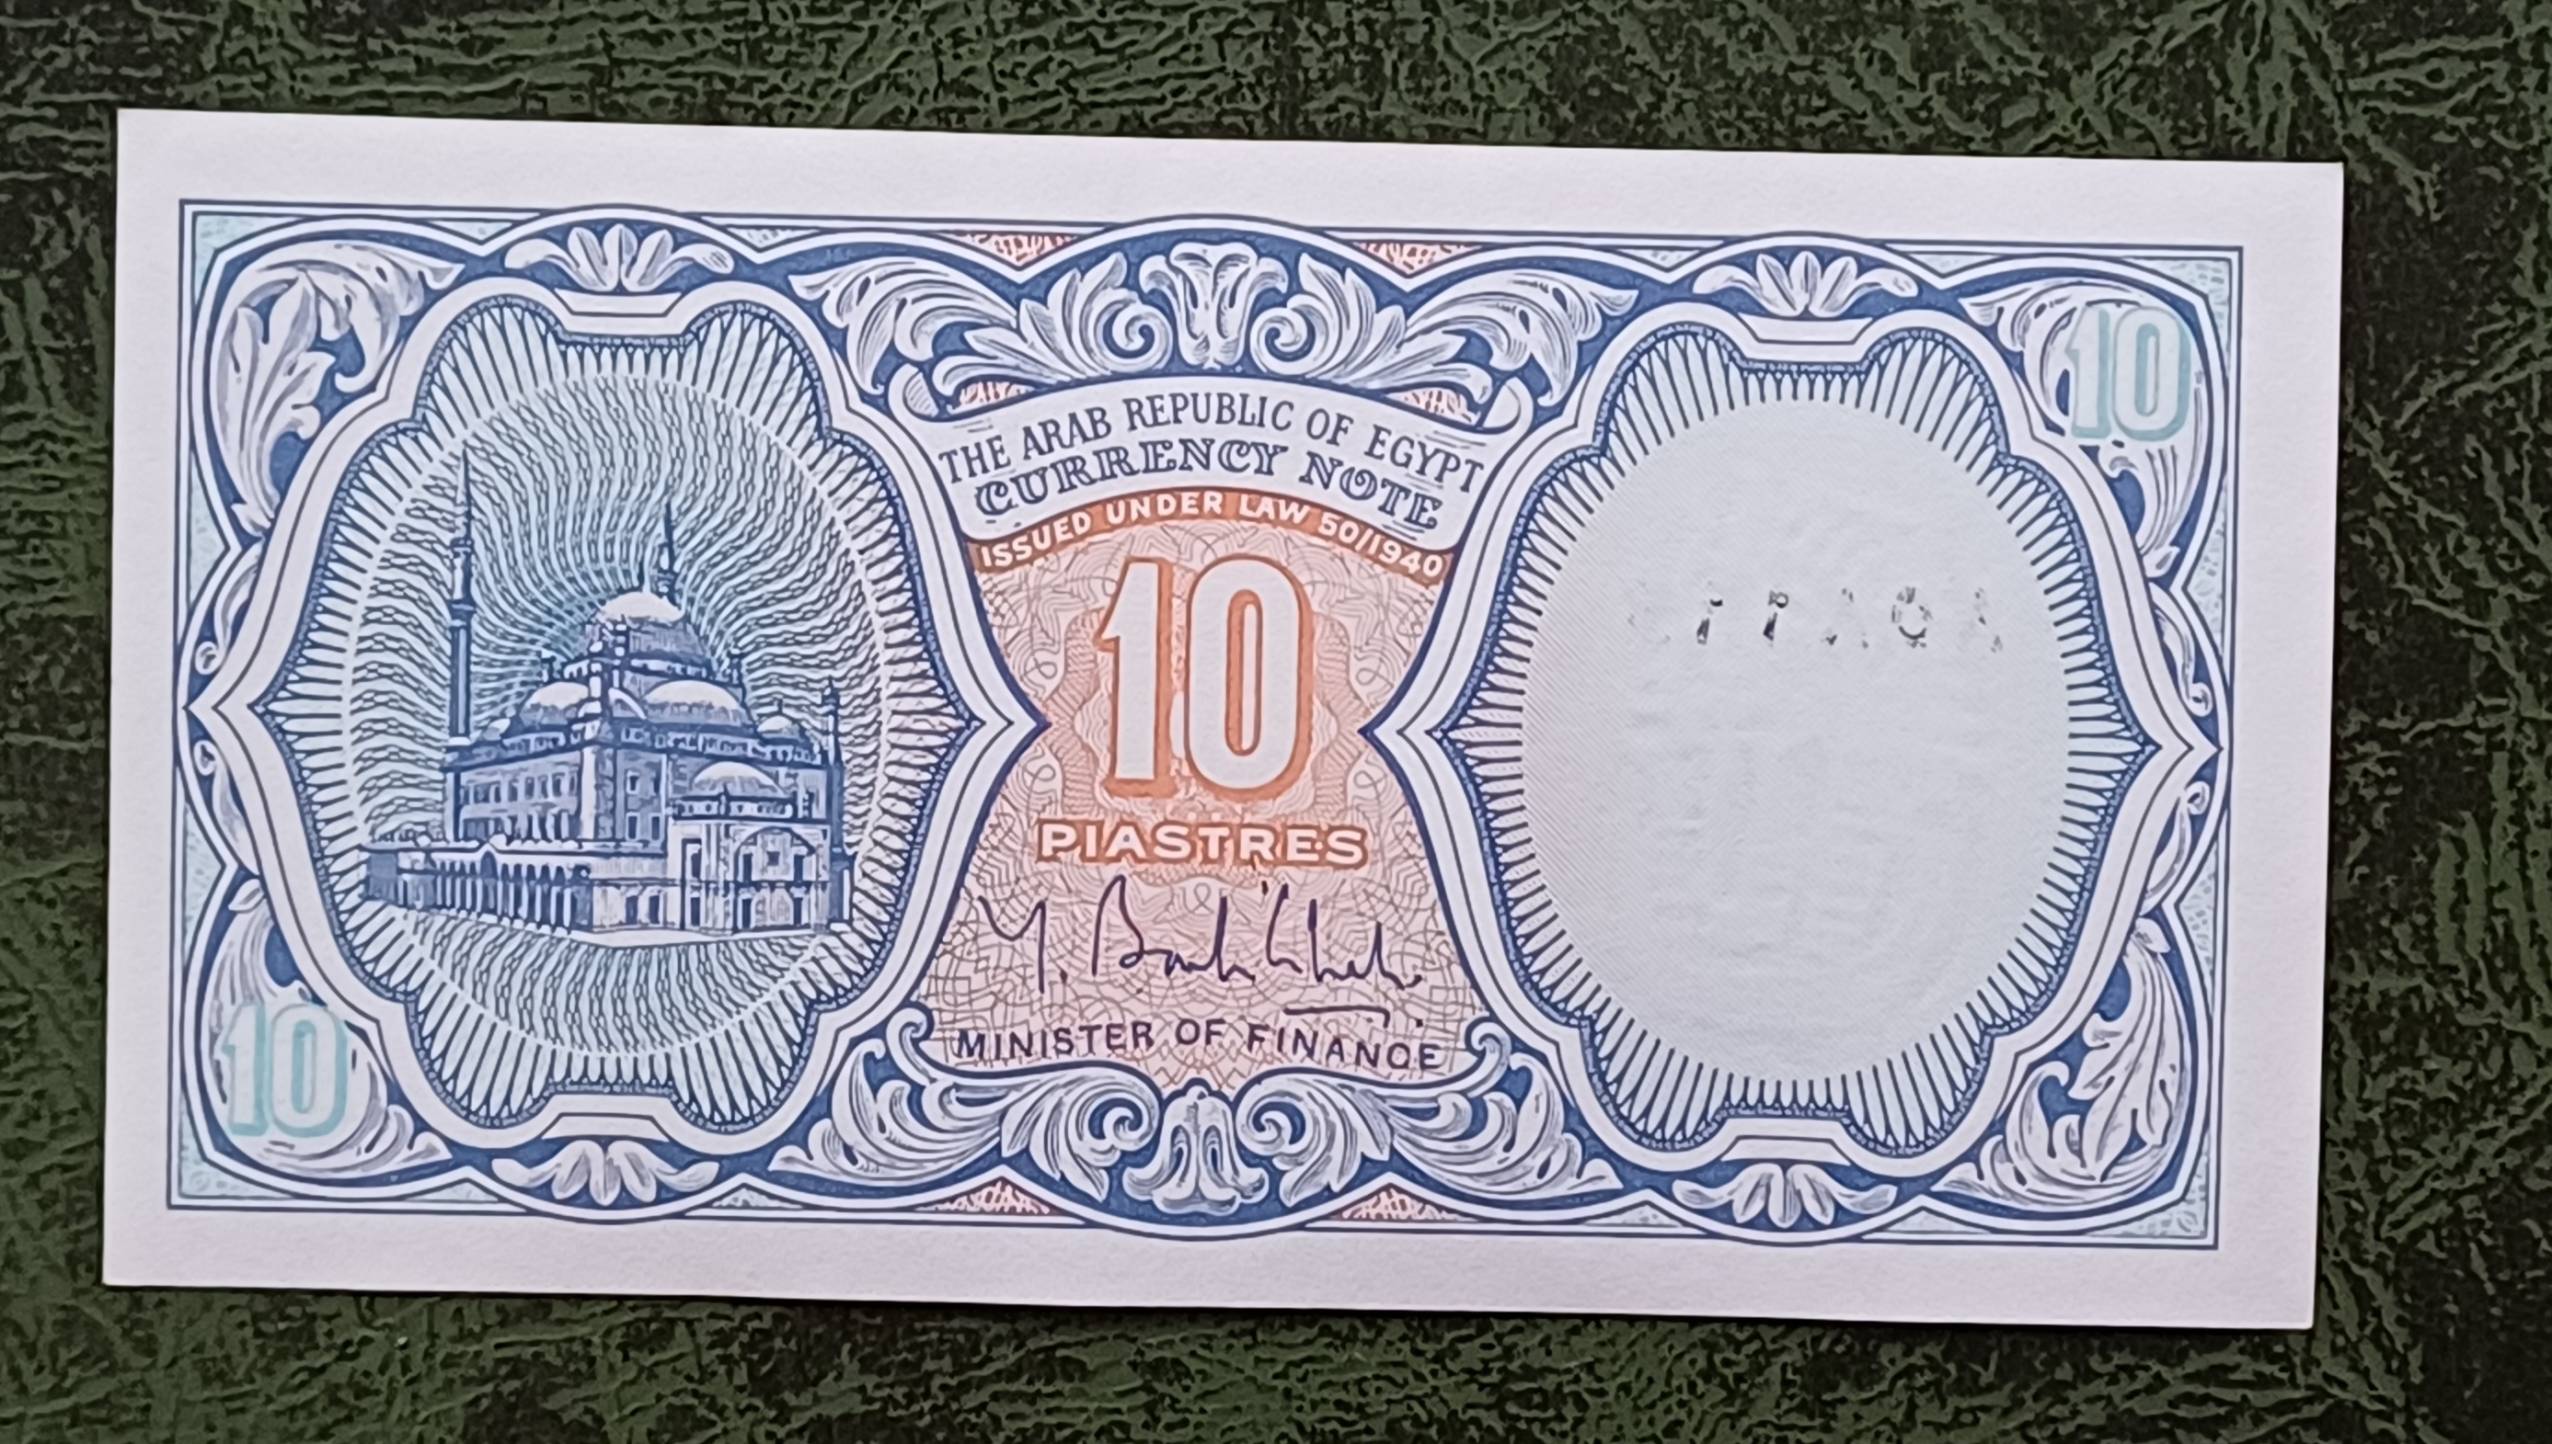 10
THE ARAB REPUBLIC OF EGYPT
CURRENCY NOTE
ISSUED UNDER LAW 50/1940
10
PIASTRES
MINISTER OF FINANCE
10